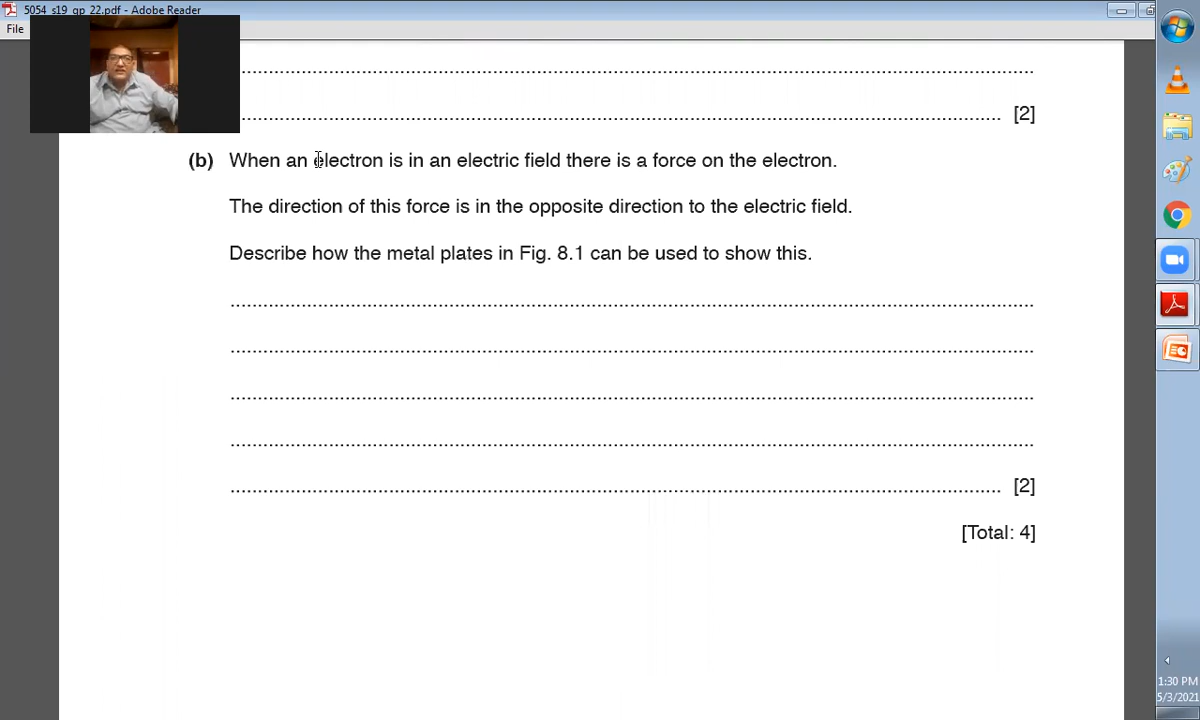 5054_s19_qp_22.pdf - Adobe Reader
File
[2]
(b) When an electron is in an electric field there is a force on the electron.
The direction of this force is in the opposite direction to the electric field.
Describe how the metal plates in Fig. 8.1 can be used to show this.
[2]
[Total: 4]
1:30 PM
5/3/2021